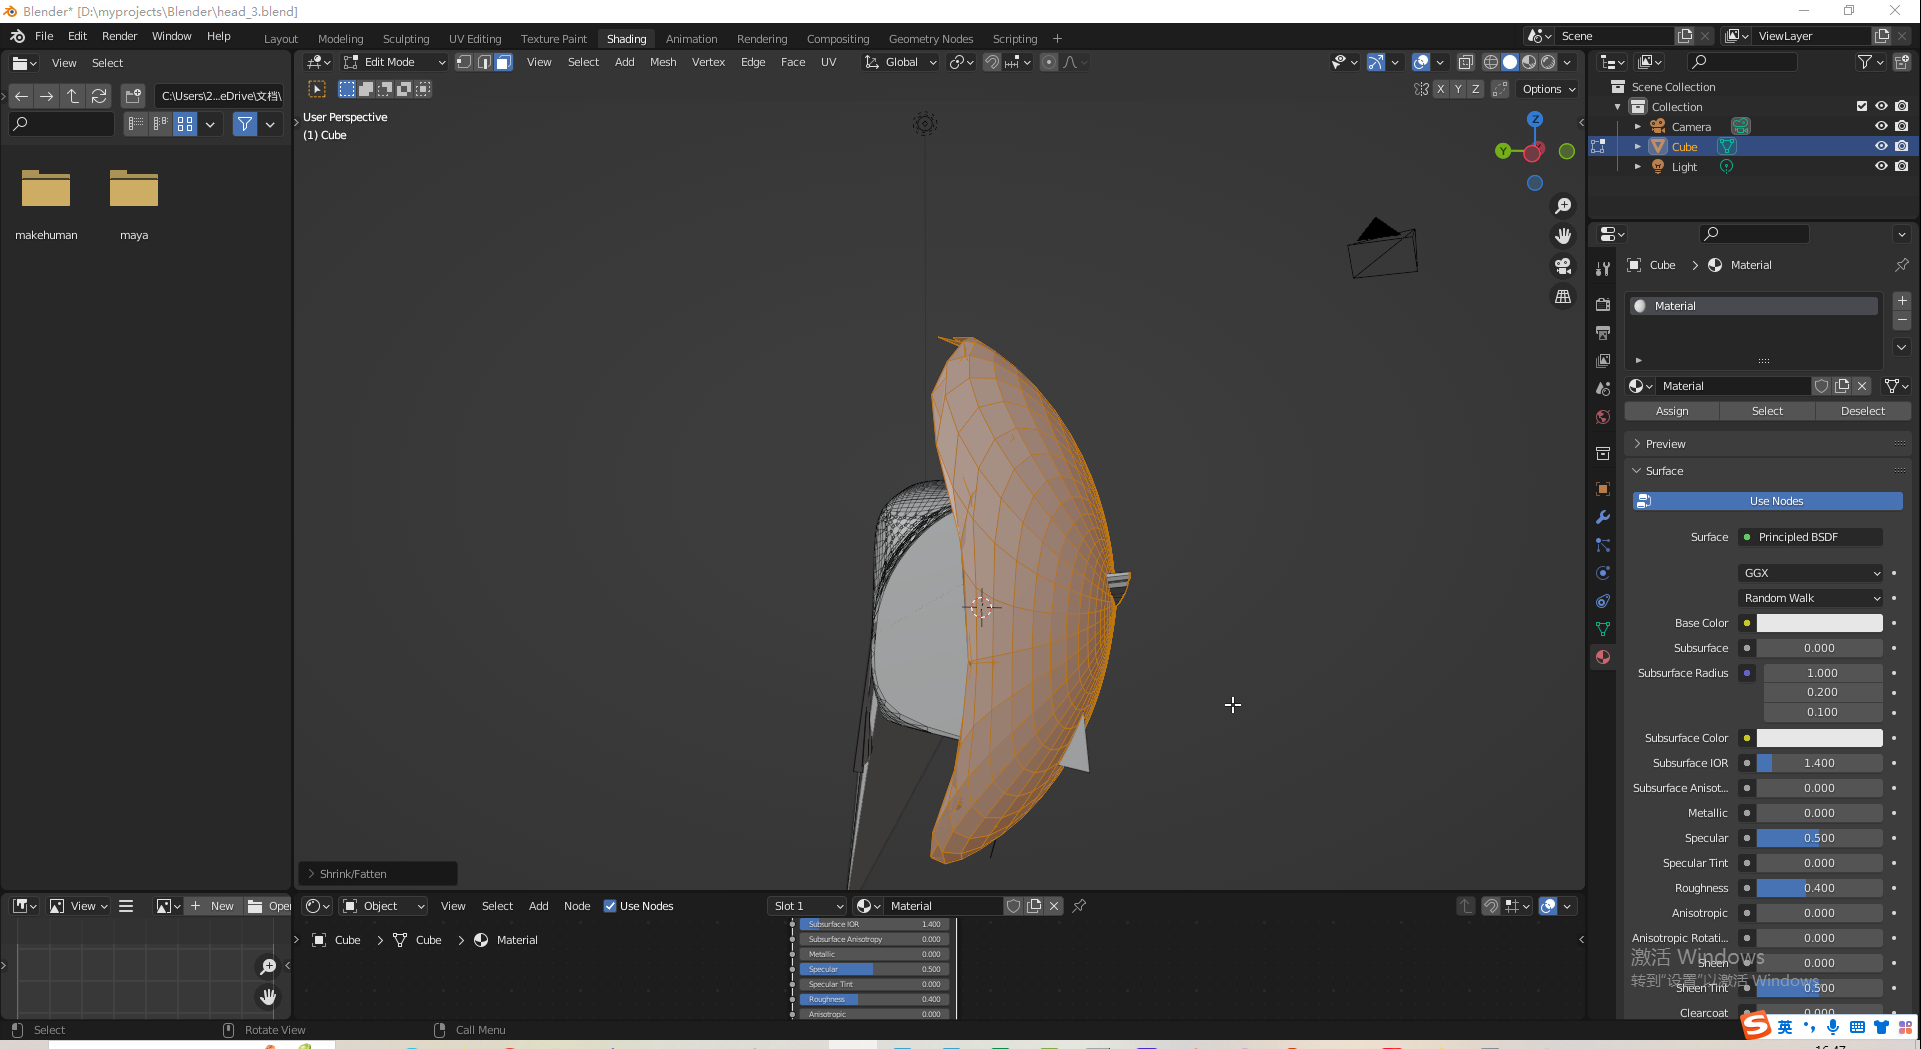 Blender* [D:\myprojects\Blender\head_3.blend]
File Edit Render Window Help Layout Modeling Sculpting UV Editing Texture Paint Shading Animation Rendering Compositing Geometry Nodes Scripting + Scene ViewLayer
View Select
Edit Mode View Select Add Mesh Vertex Edge Face UV Global
C:\Users\2...eDrive\文档\
X Y Z Options
User Perspective
(1) Cube
Z
Y
makehuman maya
Shrink/Fatten
Scene Collection
Collection
Camera
Cube
Light
Cube > Material
Material
Material
Assign Select Deselect
Preview
Surface
Use Nodes
Surface Principled BSDF
GGX
Random Walk
Base Color
Subsurface 0.000
Subsurface Radius 1.000
0.200
0.100
Subsurface Color
Subsurface IOR 1.400
Subsurface Anisot... 0.000
Metallic 0.000
Specular 0.500
Specular Tint 0.000
Roughness 0.400
Anisotropic 0.000
Anisotropic Rotati... 0.000
Sheen 0.000
Sheen Tint 0.500
Clearcoat 0.000
激活 Windows
转到"设置"以激活 Windows
View + New Open
Object View Select Add Node Use Nodes Slot 1 Material
Cube > Cube > Material
Subsurface IOR 1.400
Subsurface Anisotropy 0.000
Metallic 0.000
Specular 0.500
Specular Tint 0.000
Roughness 0.400
Anisotropic 0.000
Select Rotate View Call Menu
S 英